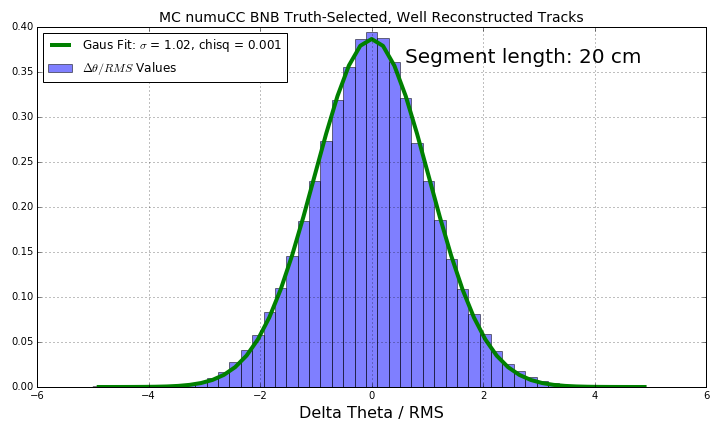 MC numuCC BNB Truth-Selected, Well Reconstructed Tracks
Gaus Fit: σ = 1.02, chisq = 0.001
Δθ/RMS Values
Segment length: 20 cm
0.40
0.35
0.30
0.25
0.20
0.15
0.10
0.05
0.00
−6 −4 −2 0 2 4 6
Delta Theta / RMS